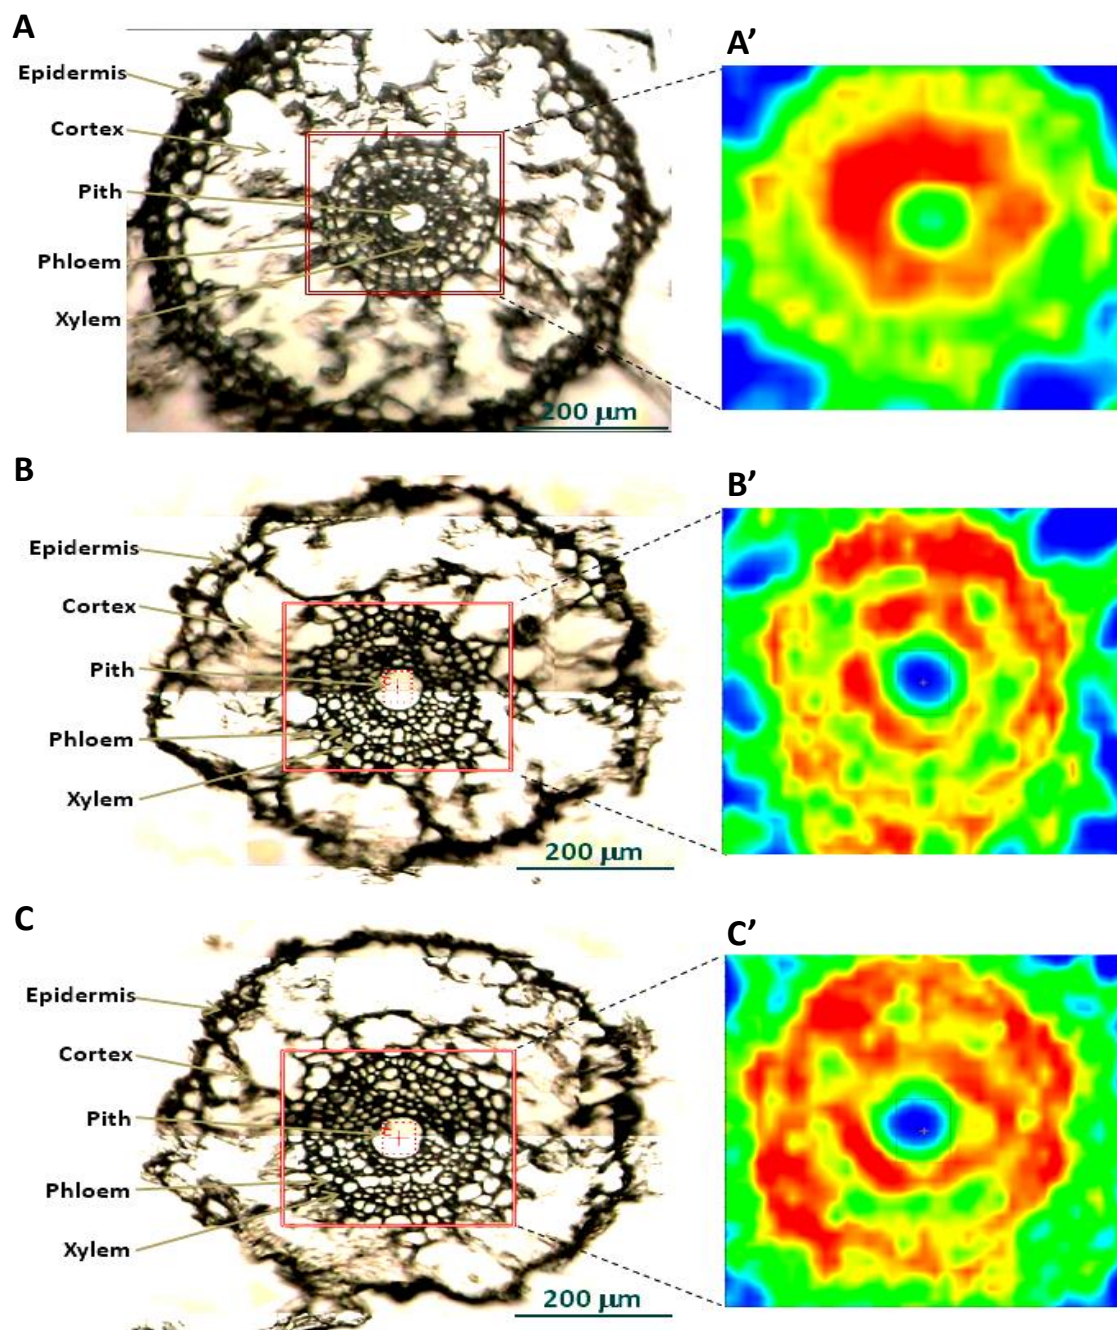 A
A’
Epidermis
Cortex
Pith
Phloem
Xylem
200 μm
B
B’
Epidermis
Cortex
Pith
Phloem
Xylem
200 μm
C
C’
Epidermis
Cortex
Pith
Phloem
Xylem
200 μm